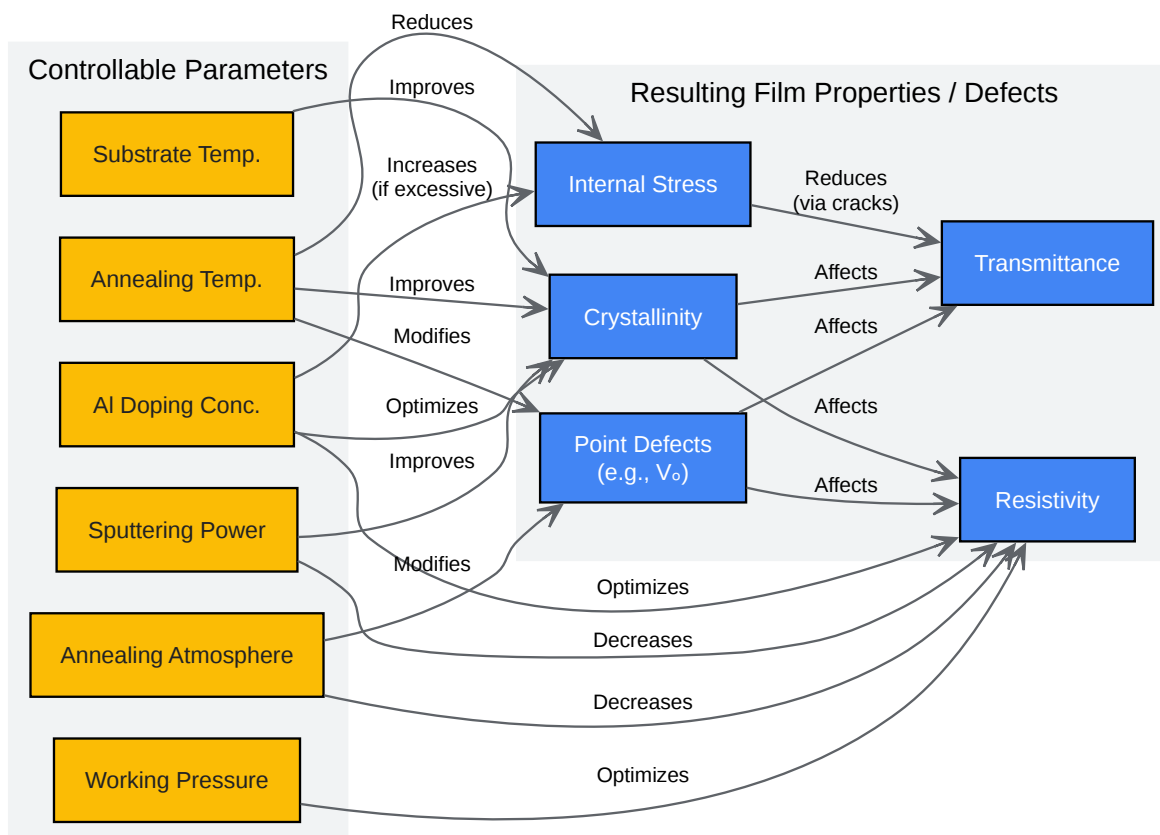 Controllable Parameters
Substrate Temp.
Annealing Temp.
Al Doping Conc.
Sputtering Power
Annealing Atmosphere
Working Pressure
Reduces
Improves
Increases
(if excessive)
Improves
Modifies
Optimizes
Improves
Modifies
Optimizes
Decreases
Decreases
Optimizes
Resulting Film Properties / Defects
Internal Stress
Crystallinity
Point Defects
(e.g., Vₒ)
Reduces
(via cracks)
Affects
Affects
Affects
Affects
Transmittance
Resistivity